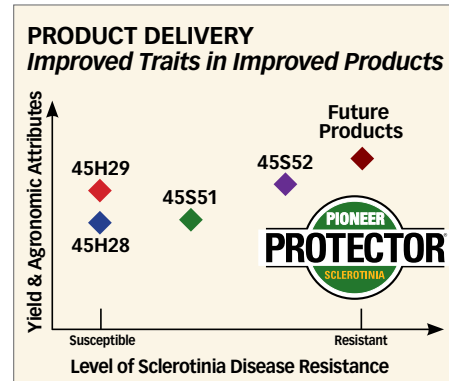 PRODUCT DELIVERY
Improved Traits in Improved Products
Yield & Agronomic Attributes
Future
Products
45H29
45S52
45S51
45H28
PIONEER
PROTECTOR
SCLEROTINIA
Susceptible
Resistant
Level of Sclerotinia Disease Resistance